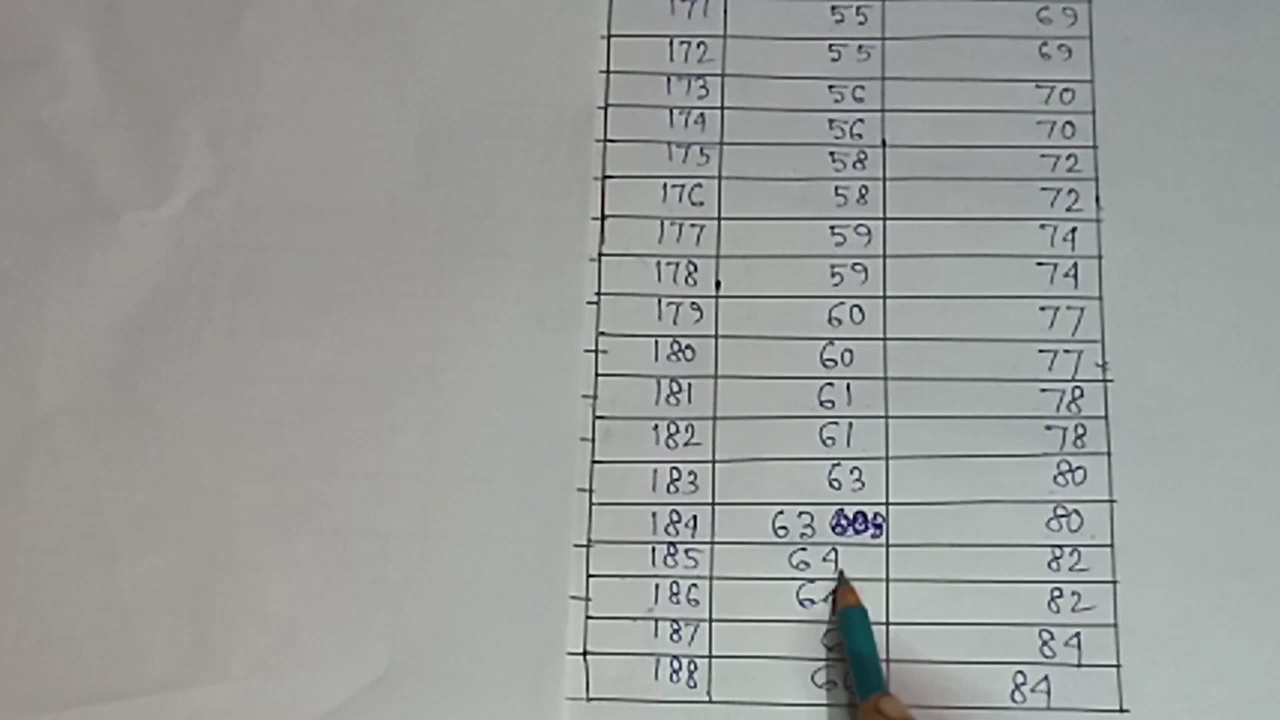 171 55 69
172 55 69
173 56 70
174 56 70
175 58 72
176 58 72
177 59 74
178 59 74
179 60 77
180 60 77
181 61 78
182 61 78
183 63 80
184 63 80
185 64 82
186 64 82
187 84
188 84